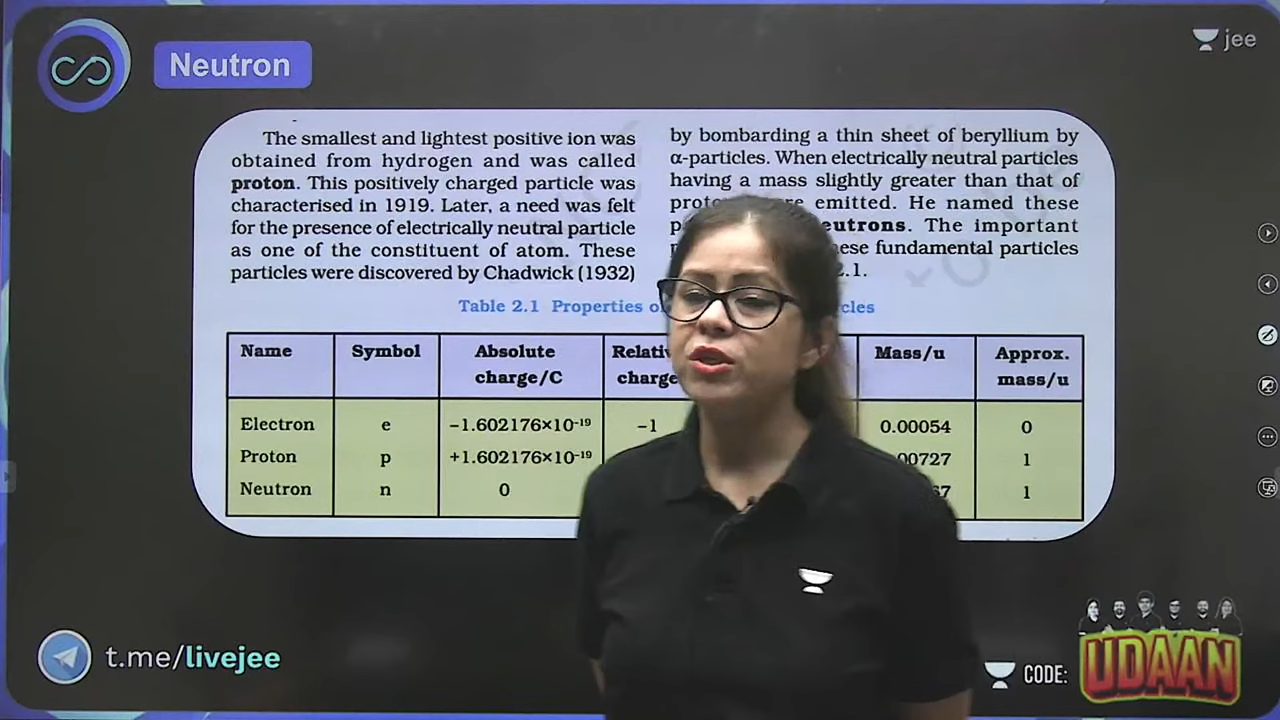 Neutron
jee
The smallest and lightest positive ion was
obtained from hydrogen and was called
proton. This positively charged particle was
characterised in 1919. Later, a need was felt
for the presence of electrically neutral particle
as one of the constituent of atom. These
particles were discovered by Chadwick (1932)
by bombarding a thin sheet of beryllium by
α-particles. When electrically neutral particles
having a mass slightly greater than that of
emitted. He named these
The important
fundamental particles
2.1.
Table 2.1 Properties
Name Symbol Absolute charge/C Mass/u Approx. mass/u
charge
Electron e −1.602176×10⁻¹⁹ −1 0.00054 0
Proton p +1.602176×10⁻¹⁹ 1
Neutron n 0 1
t.me/livejee
CODE:
UDAAN